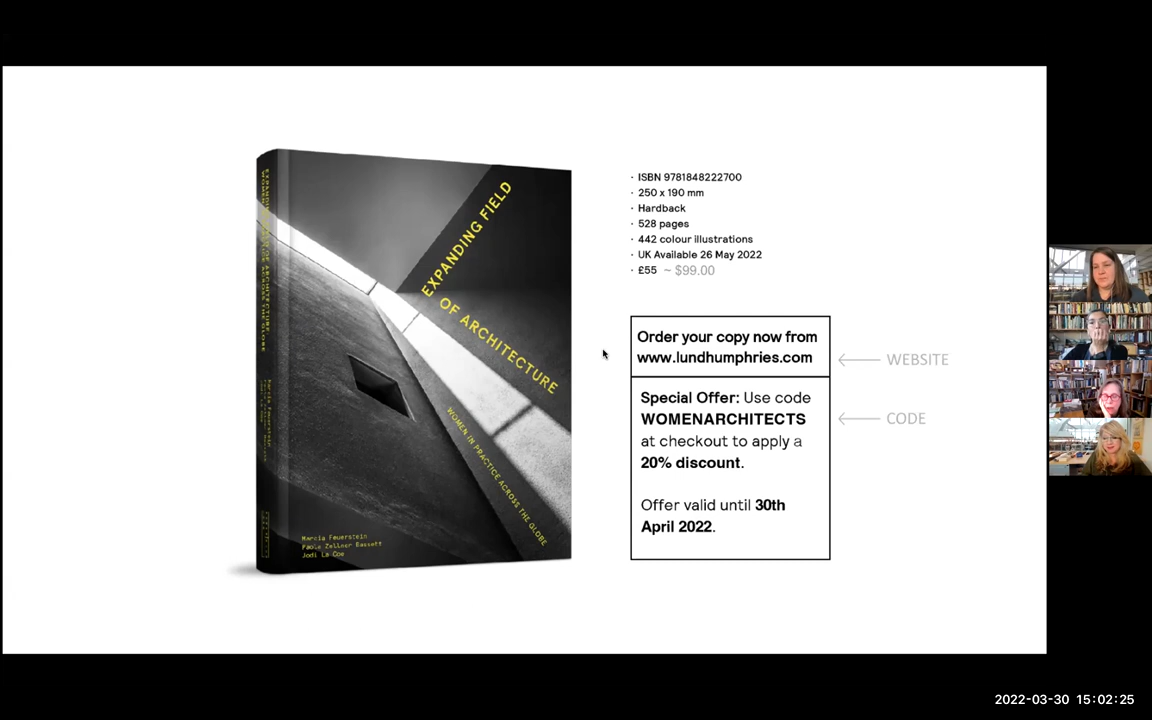 EXPANDING FIELD
OF ARCHITECTURE
WOMEN IN PRACTICE ACROSS THE GLOBE
Marcia Feuerstein
Paola Zellner Bassett
Jodi La Coe
· ISBN 9781848222700
· 250 x 190 mm
· Hardback
· 528 pages
· 442 colour illustrations
· UK Available 26 May 2022
· £55 ~ $99.00
Order your copy now from
www.lundhumphries.com
WEBSITE
Special Offer: Use code
WOMENARCHITECTS
at checkout to apply a
20% discount.
CODE
Offer valid until 30th
April 2022.
2022-03-30 15:02:25